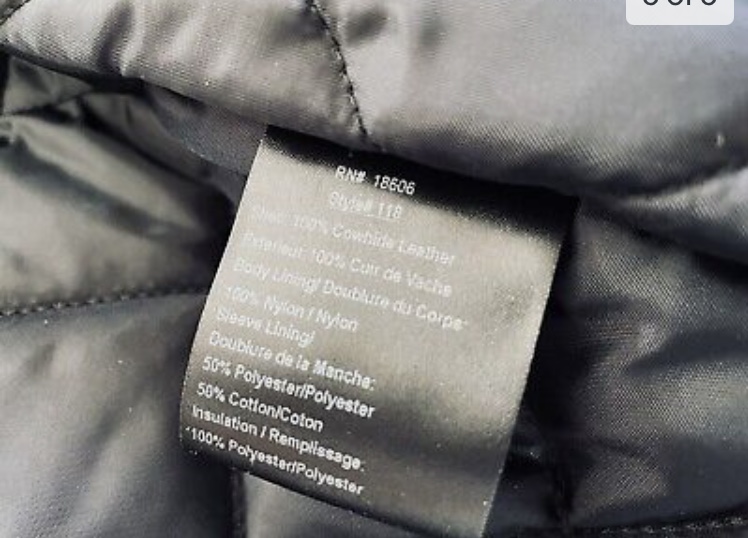 RN# 18606
Style# 118
Shell: 100% Cowhide Leather
Exterieur: 100% Cuir de Vache
Body Lining/ Doublure du Corps:
100% Nylon / Nylon
Sleeve Lining/
Doublure de la Manche:
50% Polyester/Polyester
50% Cotton/Coton
Insulation / Remplissage:
100% Polyester/Polyester